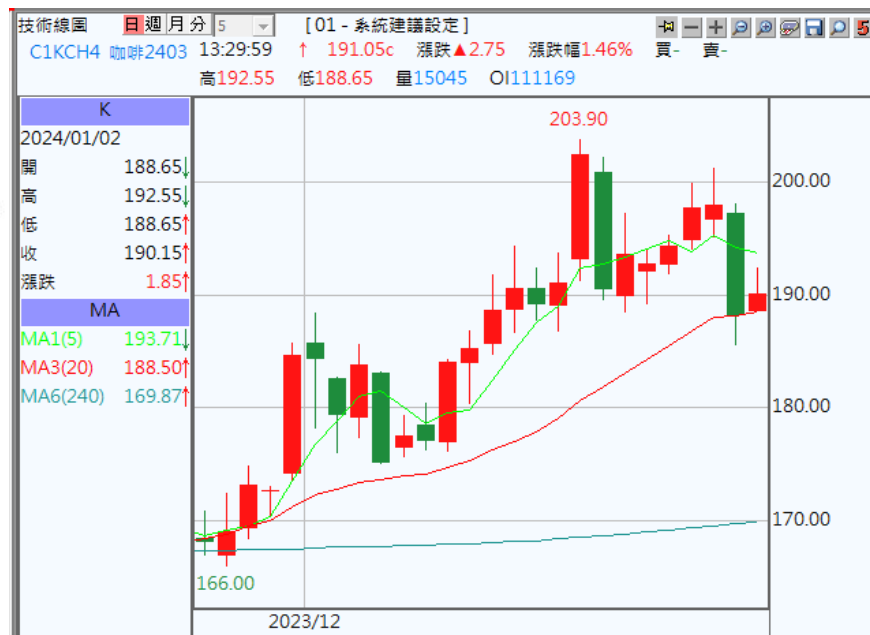 技術線圖 日 週 月 分 5 [ 01 - 系統建議設定 ]
C1KCH4 咖啡2403 13:29:59 ↑ 191.05c 漲跌▲2.75 漲跌幅1.46% 買- 賣-
高192.55 低188.65 量15045 OI111169
K
2024/01/02
開 188.65↓
高 192.55↓
低 188.65↑
收 190.15↑
漲跌 1.85↑
MA
MA1(5) 193.71↓
MA3(20) 188.50↑
MA6(240) 169.87↑
203.90
200.00
190.00
180.00
170.00
166.00
2023/12